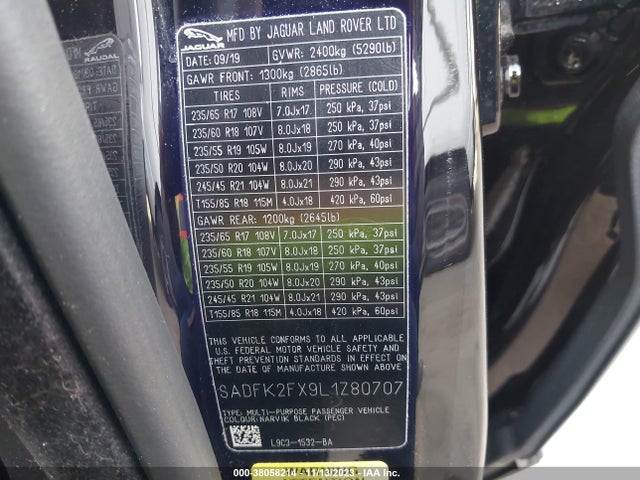 JAGUAR
MFD BY JAGUAR LAND ROVER LTD
DATE: 09/19 GVWR: 2400kg (5290lb)
GAWR FRONT: 1300kg (2865lb)
TIRES RIMS PRESSURE (COLD)
235/65 R17 108V 7.0Jx17 250 kPa, 37psi
235/60 R18 107V 8.0Jx18 250 kPa, 37psi
235/55 R19 105W 8.0Jx19 270 kPa, 40psi
235/50 R20 104W 8.0Jx20 290 kPa, 43psi
245/45 R21 104W 8.0Jx21 290 kPa, 43psi
T155/85 R18 115M 4.0Jx18 420 kPa, 60psi
GAWR REAR: 1200kg (2645lb)
235/65 R17 108V 7.0Jx17 250 kPa, 37psi
235/60 R18 107V 8.0Jx18 250 kPa, 37psi
235/55 R19 105W 8.0Jx19 270 kPa, 40psi
235/50 R20 104W 8.0Jx20 290 kPa, 43psi
245/45 R21 104W 8.0Jx21 290 kPa, 43psi
T155/85 R18 115M 4.0Jx18 420 kPa, 60psi
THIS VEHICLE CONFORMS TO ALL APPLICABLE
U.S. FEDERAL MOTOR VEHICLE SAFETY AND
THEFT PREVENTION STANDARDS IN EFFECT ON THE
DATE OF MANUFACTURE SHOWN ABOVE
SADFK2FX9L1Z80707
TYPE: MULTI-PURPOSE PASSENGER VEHICLE
COLOUR: NARVIK BLACK (PEC)
L9C3-1532-BA
IAA-38058214 - 11/13/2023 - iaai.com